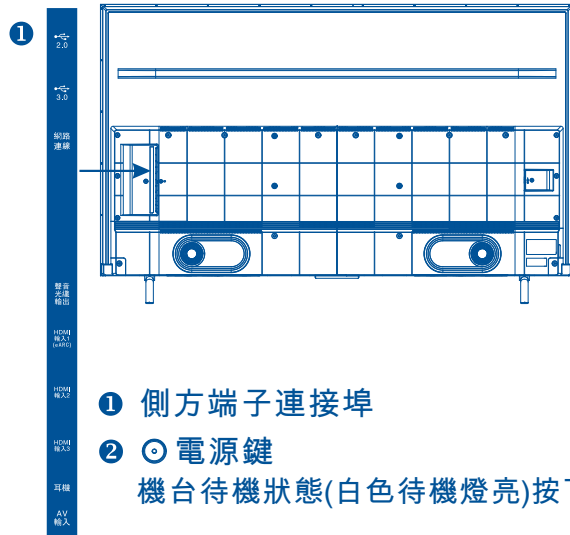 ❶
2.0
3.0
網路
連線
聲音
光纖
輸出
HDMI
輸入1
(eARC)
HDMI
輸入2
HDMI
輸入3
耳機
AV
輸入
❶ 側方端子連接埠
❷ ⊙電源鍵
機台待機狀態(白色待機燈亮)按